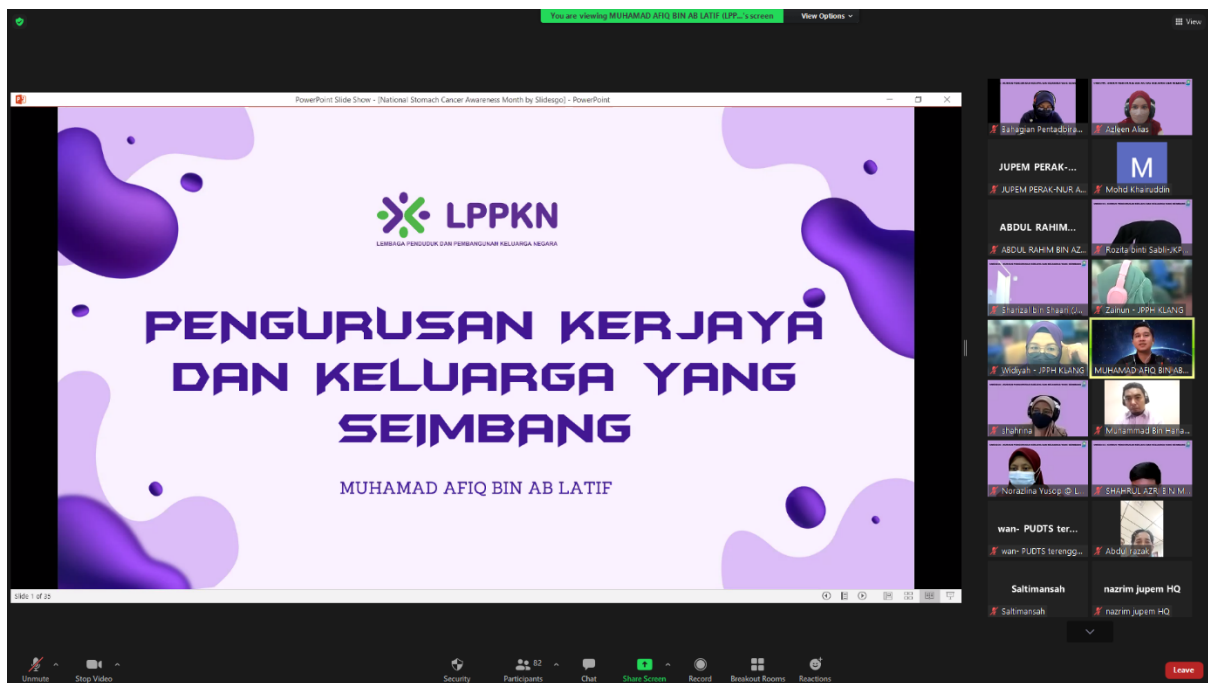 You are viewing MUHAMAD AFIQ BIN AB LATIF (LPP...'s screen
View Options
View
PowerPoint Slide Show - [National Stomach Cancer Awareness Month by Slidesgo] - PowerPoint
LPPKN
LEMBAGA PENDUDUK DAN PEMBANGUNAN KELUARGA NEGARA
PENGURUSAN KERJAYA
DAN KELUARGA YANG
SEIMBANG
MUHAMAD AFIQ BIN AB LATIF
Slide 1 of 35
Bahagian Pentadbira...
Azleen Alias
JUPEM PERAK-...
JUPEM PERAK-NUR A...
M
Mohd Khairuddin
ABDUL RAHIM...
ABDUL RAHIM BIN AZ...
Rozita binti Sabli-JKP...
Sharizal bin Shaari (J...
Zainun - JPPH KLANG
Widiyah - JPPH KLANG
MUHAMAD AFIQ BIN AB...
shahrina
Muhammad Bin Hana...
Norazlina Yusop @ L...
SHAHRUL AZRI BIN M...
wan- PUDTS ter...
wan- PUDTS terengg...
Abdul razak
Saltimansah
Saltimansah
nazrim jupem HQ
nazrim jupem HQ
Unmute
Stop Video
Security
82
Participants
Chat
Share Screen
Record
Breakout Rooms
Reactions
Leave